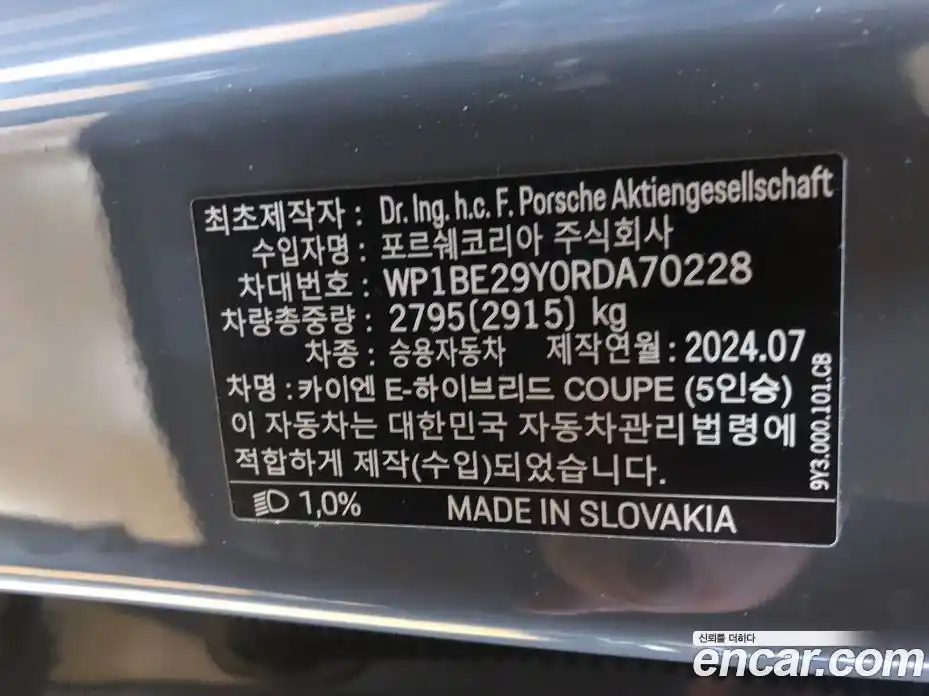 최초제작자 : Dr. Ing. h.c. F. Porsche Aktiengesellschaft
수입자명 : 포르쉐코리아 주식회사
차대번호 : WP1BE29Y0RDA70228
차량총중량 : 2795(2915) kg
차종 : 승용자동차 제작연월 : 2024.07
차명 : 카이엔 E-하이브리드 COUPE (5인승)
이 자동차는 대한민국 자동차관리법령에
적합하게 제작(수입)되었습니다.
9Y3.000.101.CB
1,0% MADE IN SLOVAKIA
신뢰를 더하다
encar.com